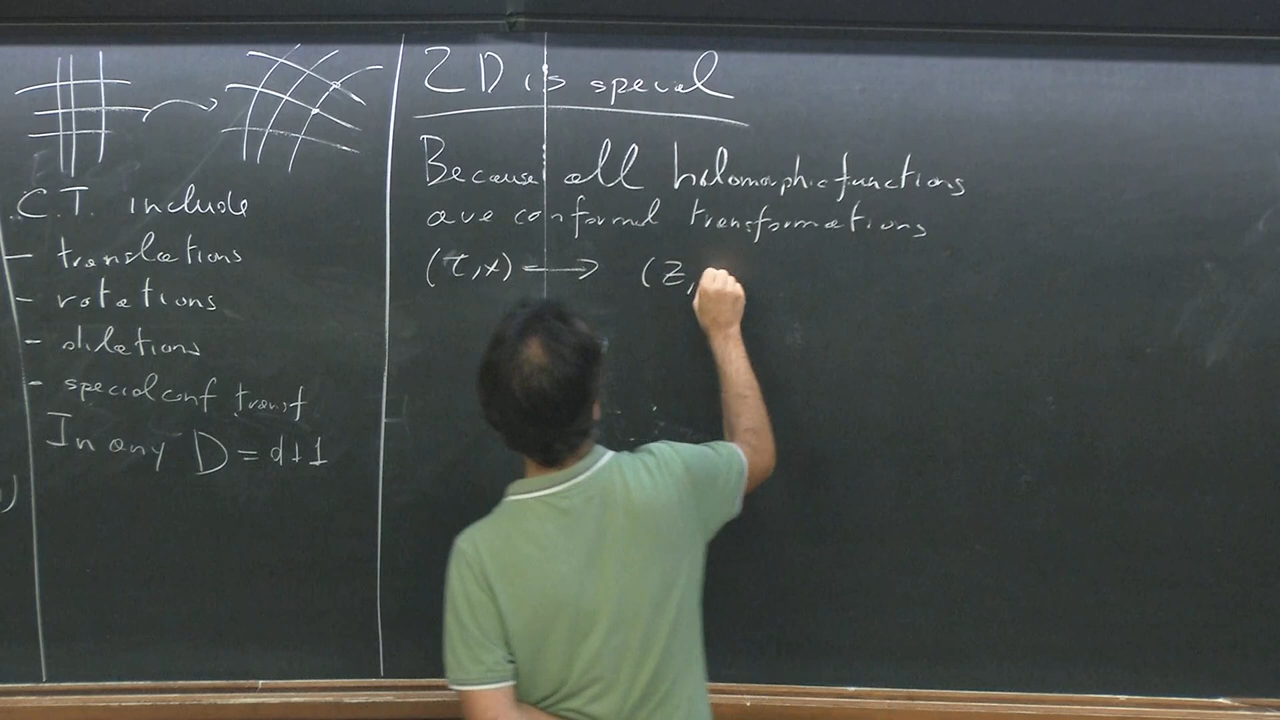 C.T. include
- translations
- rotations
- dilations
- special conf transf
In any D = d+1
2D is special
Because all holomorphic functions
are conformal transformations
(τ,x) ⟶ (z,